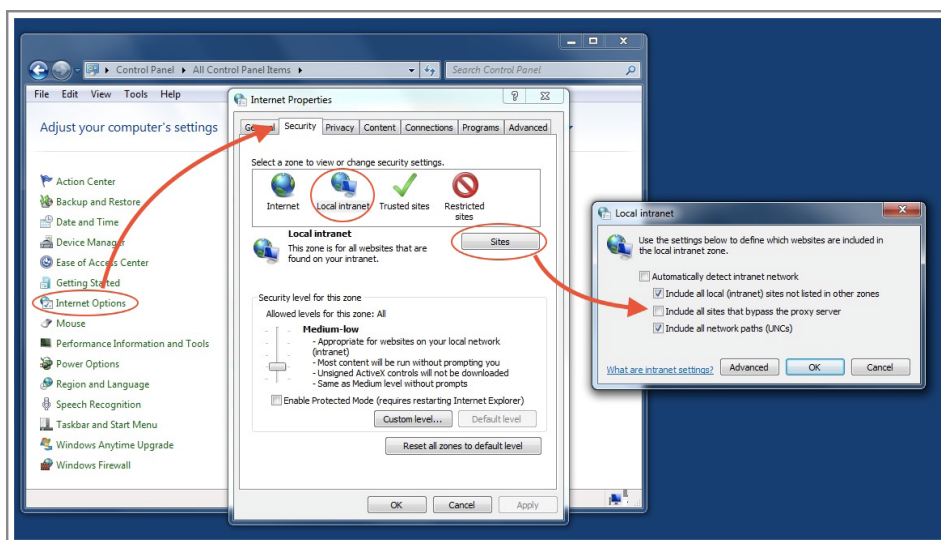 Control Panel ▸ All Control Panel Items ▸
Search Control Panel
File Edit View Tools Help
Adjust your computer's settings
Action Center
Backup and Restore
Date and Time
Device Manager
Ease of Access Center
Getting Started
Internet Options
Mouse
Performance Information and Tools
Power Options
Region and Language
Speech Recognition
Taskbar and Start Menu
Windows Anytime Upgrade
Windows Firewall
Internet Properties
General Security Privacy Content Connections Programs Advanced
Select a zone to view or change security settings.
Internet Local intranet Trusted sites Restricted
sites
Local intranet
This zone is for all websites that are
found on your intranet.
Sites
Security level for this zone
Allowed levels for this zone: All
Medium-low
- Appropriate for websites on your local network
(intranet)
- Most content will be run without prompting you
- Unsigned ActiveX controls will not be downloaded
- Same as Medium level without prompts
Enable Protected Mode (requires restarting Internet Explorer)
Custom level... Default level
Reset all zones to default level
OK Cancel Apply
Local intranet
Use the settings below to define which websites are included in
the local intranet zone.
Automatically detect intranet network
Include all local (intranet) sites not listed in other zones
Include all sites that bypass the proxy server
Include all network paths (UNCs)
What are intranet settings? Advanced OK Cancel